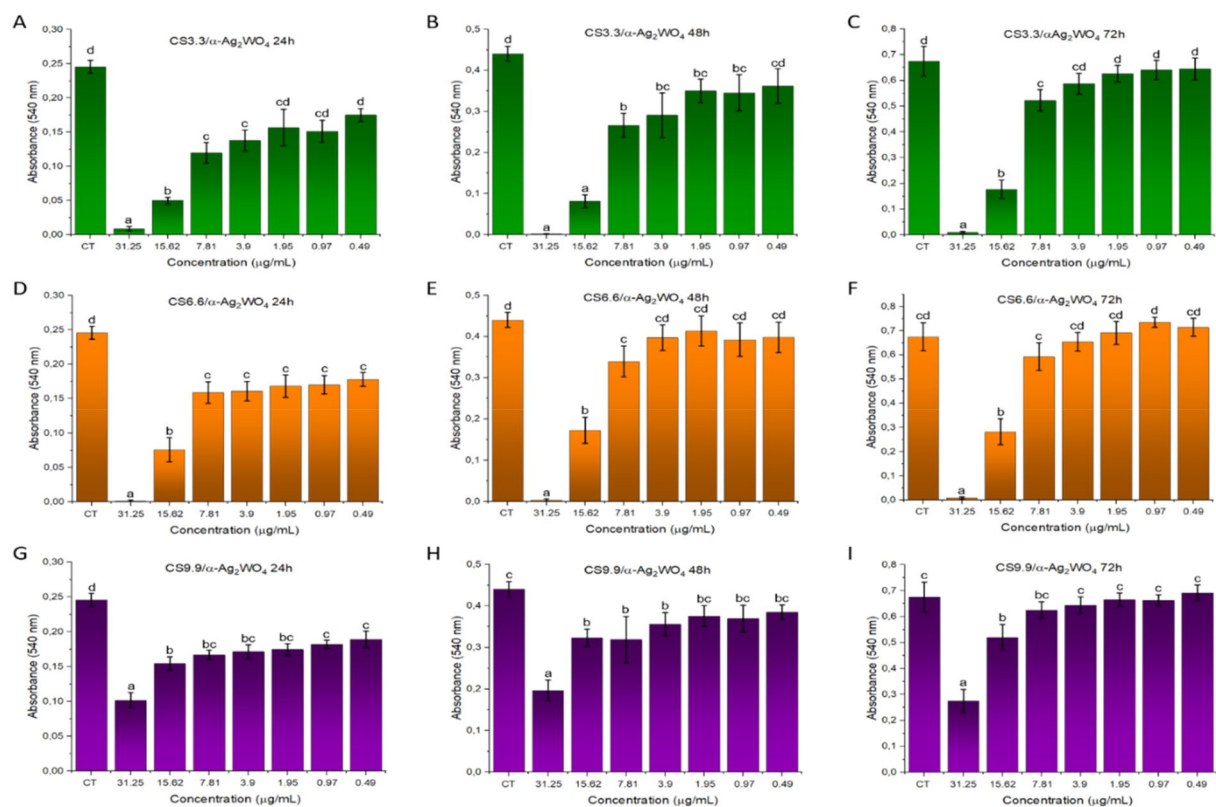 A
CS3.3/α-Ag₂WO₄ 24h
Absorbance (540 nm)
0,30
0,25
0,20
0,15
0,10
0,05
0,00
d
a
b
c
c
cd
cd
d
CT 31.25 15.62 7.81 3.9 1.95 0.97 0.49
Concentration (µg/mL)
B
CS3.3/α-Ag₂WO₄ 48h
Absorbance (540 nm)
0,5
0,4
0,3
0,2
0,1
0,0
d
a
a
b
bc
bc
bc
cd
CT 31.25 15.62 7.81 3.9 1.95 0.97 0.49
Concentration (µg/mL)
C
CS3.3/αAg₂WO₄ 72h
Absorbance (540 nm)
0,8
0,7
0,6
0,5
0,4
0,3
0,2
0,1
0,0
d
a
b
c
cd
d
d
d
CT 31.25 15.62 7.81 3.9 1.95 0.97 0.49
Concentration (µg/mL)
D
CS6.6/α-Ag₂WO₄ 24h
Absorbance (540 nm)
0,30
0,25
0,20
0,15
0,10
0,05
0,00
d
a
b
c
c
c
c
c
CT 31.25 15.62 7.81 3.9 1.95 0.97 0.49
Concentration (µg/mL)
E
CS6.6/α-Ag₂WO₄ 48h
Absorbance (540 nm)
0,5
0,4
0,3
0,2
0,1
0,0
d
a
b
c
cd
cd
cd
cd
CT 31.25 15.62 7.81 3.9 1.95 0.97 0.49
Concentration (µg/mL)
F
CS6.6/α-Ag₂WO₄ 72h
Absorbance (540 nm)
0,8
0,7
0,6
0,5
0,4
0,3
0,2
0,1
0,0
cd
a
b
c
cd
cd
d
cd
CT 31.25 15.62 7.81 3.9 1.95 0.97 0.49
Concentration (µg/mL)
G
CS9.9/α-Ag₂WO₄ 24h
Absorbance (540 nm)
0,30
0,25
0,20
0,15
0,10
0,05
0,00
d
a
b
bc
bc
bc
c
c
CT 31.25 15.62 7.81 3.9 1.95 0.97 0.49
Concentration (µg/mL)
H
CS9.9/α-Ag₂WO₄ 48h
Absorbance (540 nm)
0,5
0,4
0,3
0,2
0,1
0,0
c
a
b
b
b
bc
bc
bc
CT 31.25 15.62 7.81 3.9 1.95 0.97 0.49
Concentration (µg/mL)
I
CS9.9/α-Ag₂WO₄ 72h
Absorbance (540 nm)
0,8
0,7
0,6
0,5
0,4
0,3
0,2
0,1
0,0
c
a
b
bc
c
c
c
c
CT 31.25 15.62 7.81 3.9 1.95 0.97 0.49
Concentration (µg/mL)